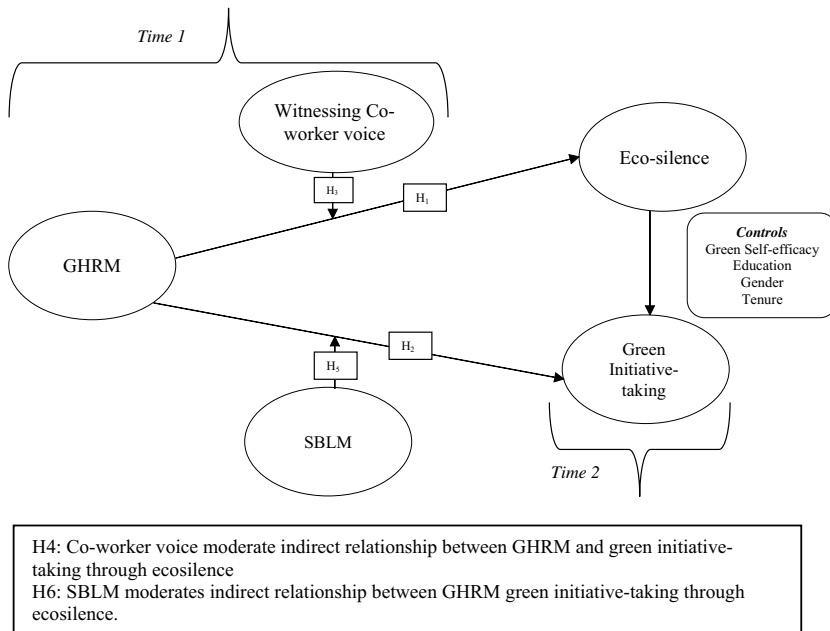 Time 1
Witnessing Co-
worker voice
Eco-silence
H3
H1
Controls
Green Self-efficacy
Education
Gender
Tenure
GHRM
H2
Green
Initiative-
taking
H5
SBLM
Time 2
H4: Co-worker voice moderate indirect relationship between GHRM and green initiative-
taking through ecosilence
H6: SBLM moderates indirect relationship between GHRM green initiative-taking through
ecosilence.